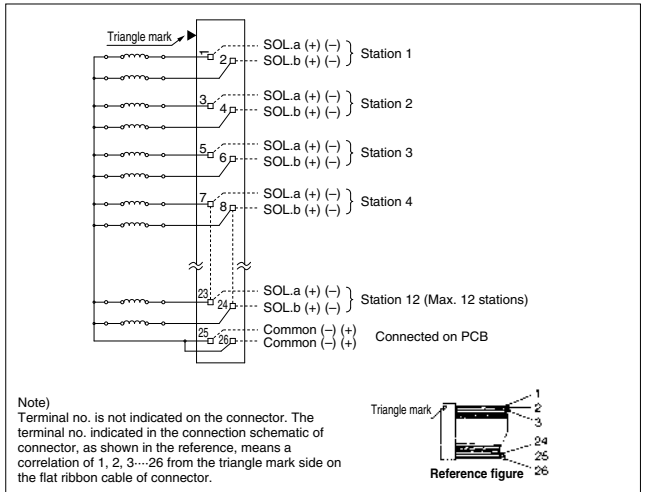 Triangle mark
1 SOL.a (+) (–)
2 SOL.b (+) (–)
Station 1
3 SOL.a (+) (–)
4 SOL.b (+) (–)
Station 2
5 SOL.a (+) (–)
6 SOL.b (+) (–)
Station 3
7 SOL.a (+) (–)
8 SOL.b (+) (–)
Station 4
23 SOL.a (+) (–)
24 SOL.b (+) (–)
Station 12 (Max. 12 stations)
25 Common (–) (+)
26 Common (–) (+)
Connected on PCB
Note)
Terminal no. is not indicated on the connector. The
terminal no. indicated in the connection schematic of
connector, as shown in the reference, means a
correlation of 1, 2, 3····26 from the triangle mark side on
the flat ribbon cable of connector.
Triangle mark
1
2
3
24
25
26
Reference figure